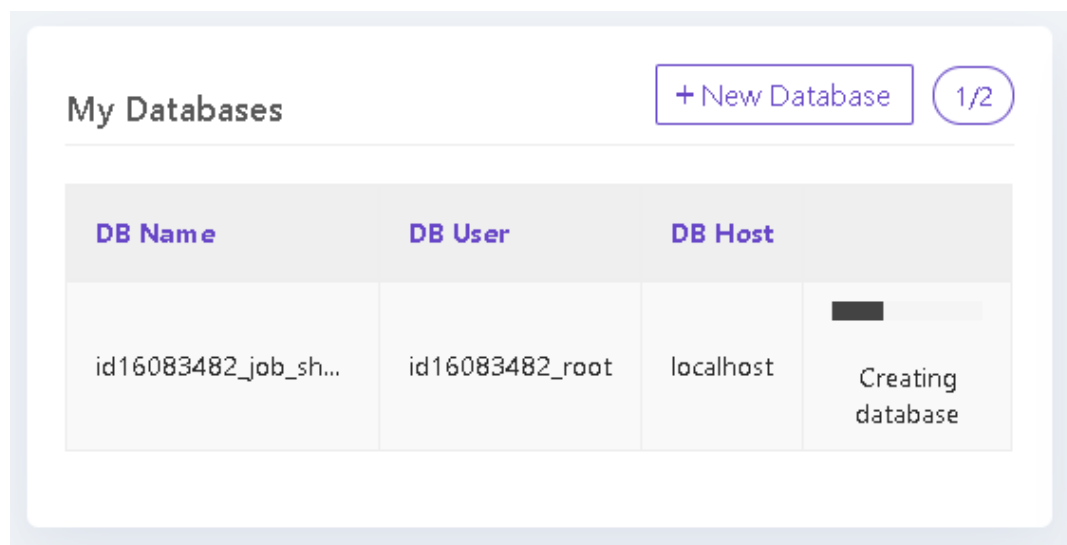 My Databases
+ New Database
1/2
DB Name DB User DB Host
id16083482_job_sh... id16083482_root localhost
Creating
database